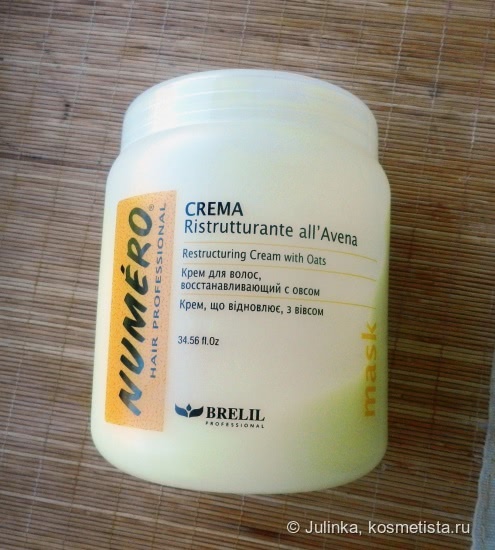 NUMÉRO®
HAIR PROFESSIONAL
CREMA
Ristrutturante all'Avena
Restructuring Cream with Oats
Крем для волос,
восстанавливающий с овсом
Крем, що відновлює, з вівсом
34.56 fl.Oz
mask
BRELIL
PROFESSIONAL
© Julinka, kosmetista.ru